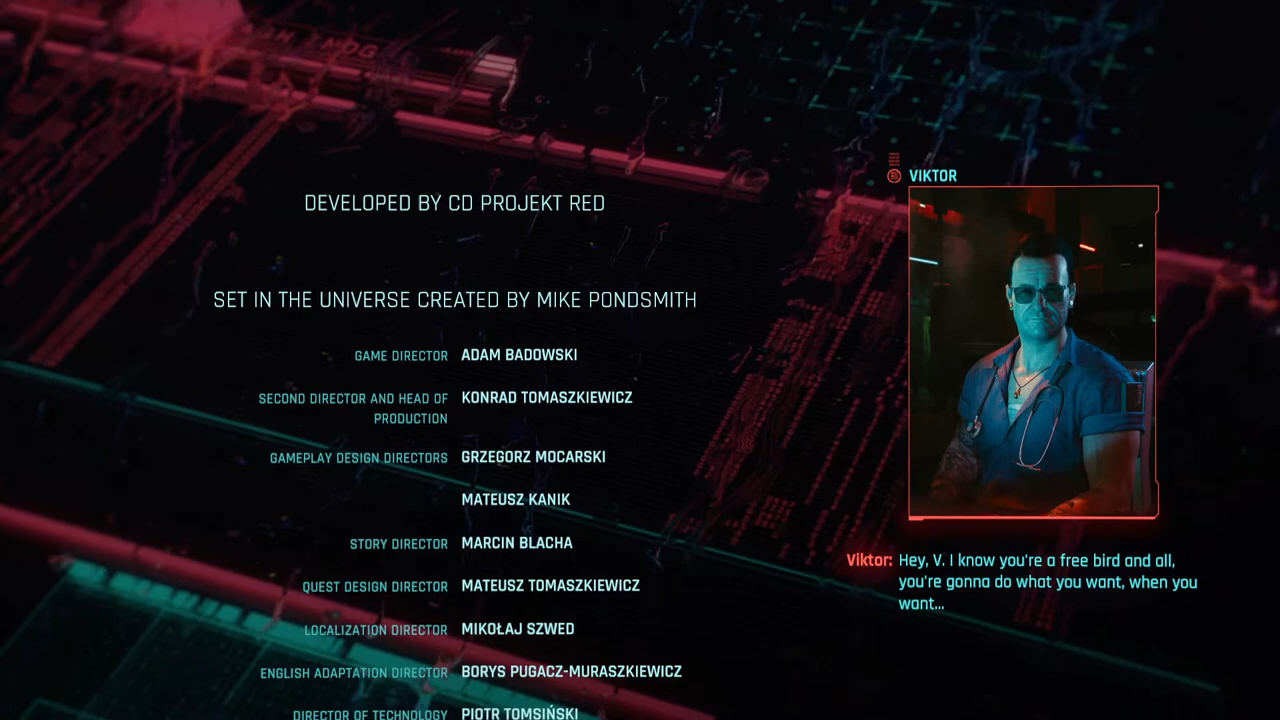 DEVELOPED BY CD PROJEKT RED
SET IN THE UNIVERSE CREATED BY MIKE PONDSMITH
GAME DIRECTOR ADAM BADOWSKI
SECOND DIRECTOR AND HEAD OF KONRAD TOMASZKIEWICZ
PRODUCTION
GAMEPLAY DESIGN DIRECTORS GRZEGORZ MOCARSKI
MATEUSZ KANIK
STORY DIRECTOR MARCIN BLACHA
QUEST DESIGN DIRECTOR MATEUSZ TOMASZKIEWICZ
LOCALIZATION DIRECTOR MIKOŁAJ SZWED
ENGLISH ADAPTATION DIRECTOR BORYS PUGACZ-MURASZKIEWICZ
DIRECTOR OF TECHNOLOGY PIOTR TOMSIŃSKI
VIKTOR
Viktor: Hey, V. I know you're a free bird and all,
you're gonna do what you want, when you
want...